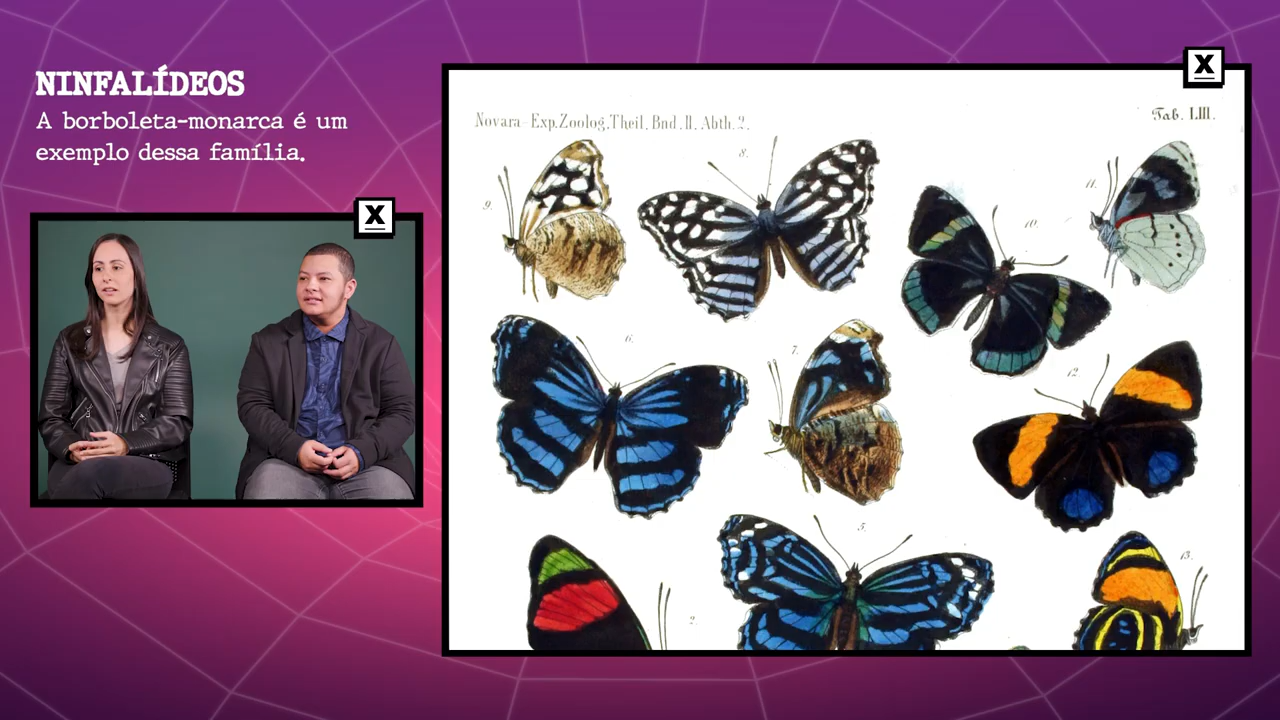 NINFALÍDEOS
A borboleta-monarca é um
exemplo dessa família.
X
X
Novara-Exp.Zoolog.Theil. Bnd. II. Abth. 2.
Tab. LIII.
8.
9.
11.
10.
6.
7.
12.
5.
13.
2.